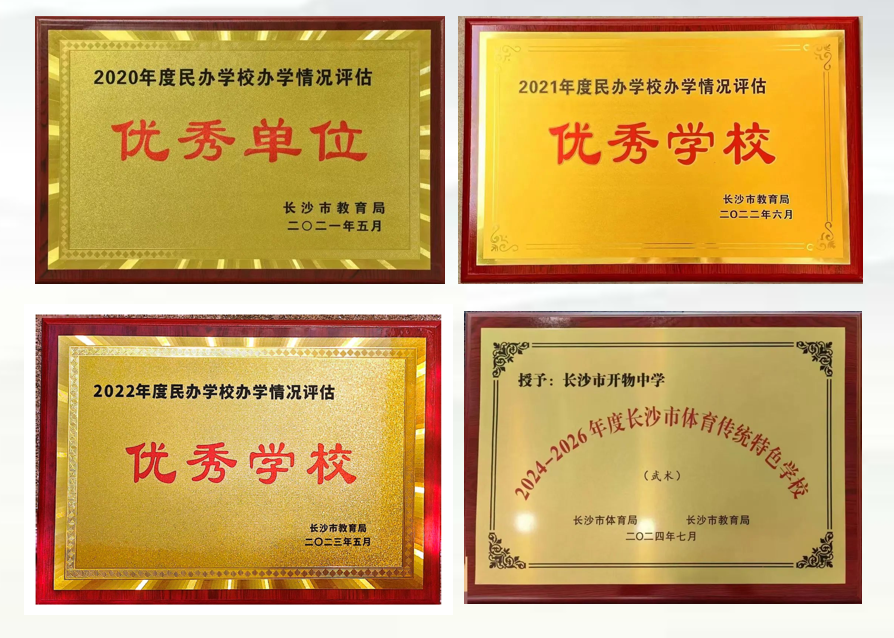 2020年度民办学校办学情况评估
优秀单位
长沙市教育局
二〇二一年五月
2021年度民办学校办学情况评估
优秀学校
长沙市教育局
二〇二二年六月
2022年度民办学校办学情况评估
优秀学校
长沙市教育局
二〇二三年五月
授予：长沙市开物中学
2024-2026年度长沙市体育传统特色学校
（武术）
长沙市体育局 长沙市教育局
二〇二四年七月